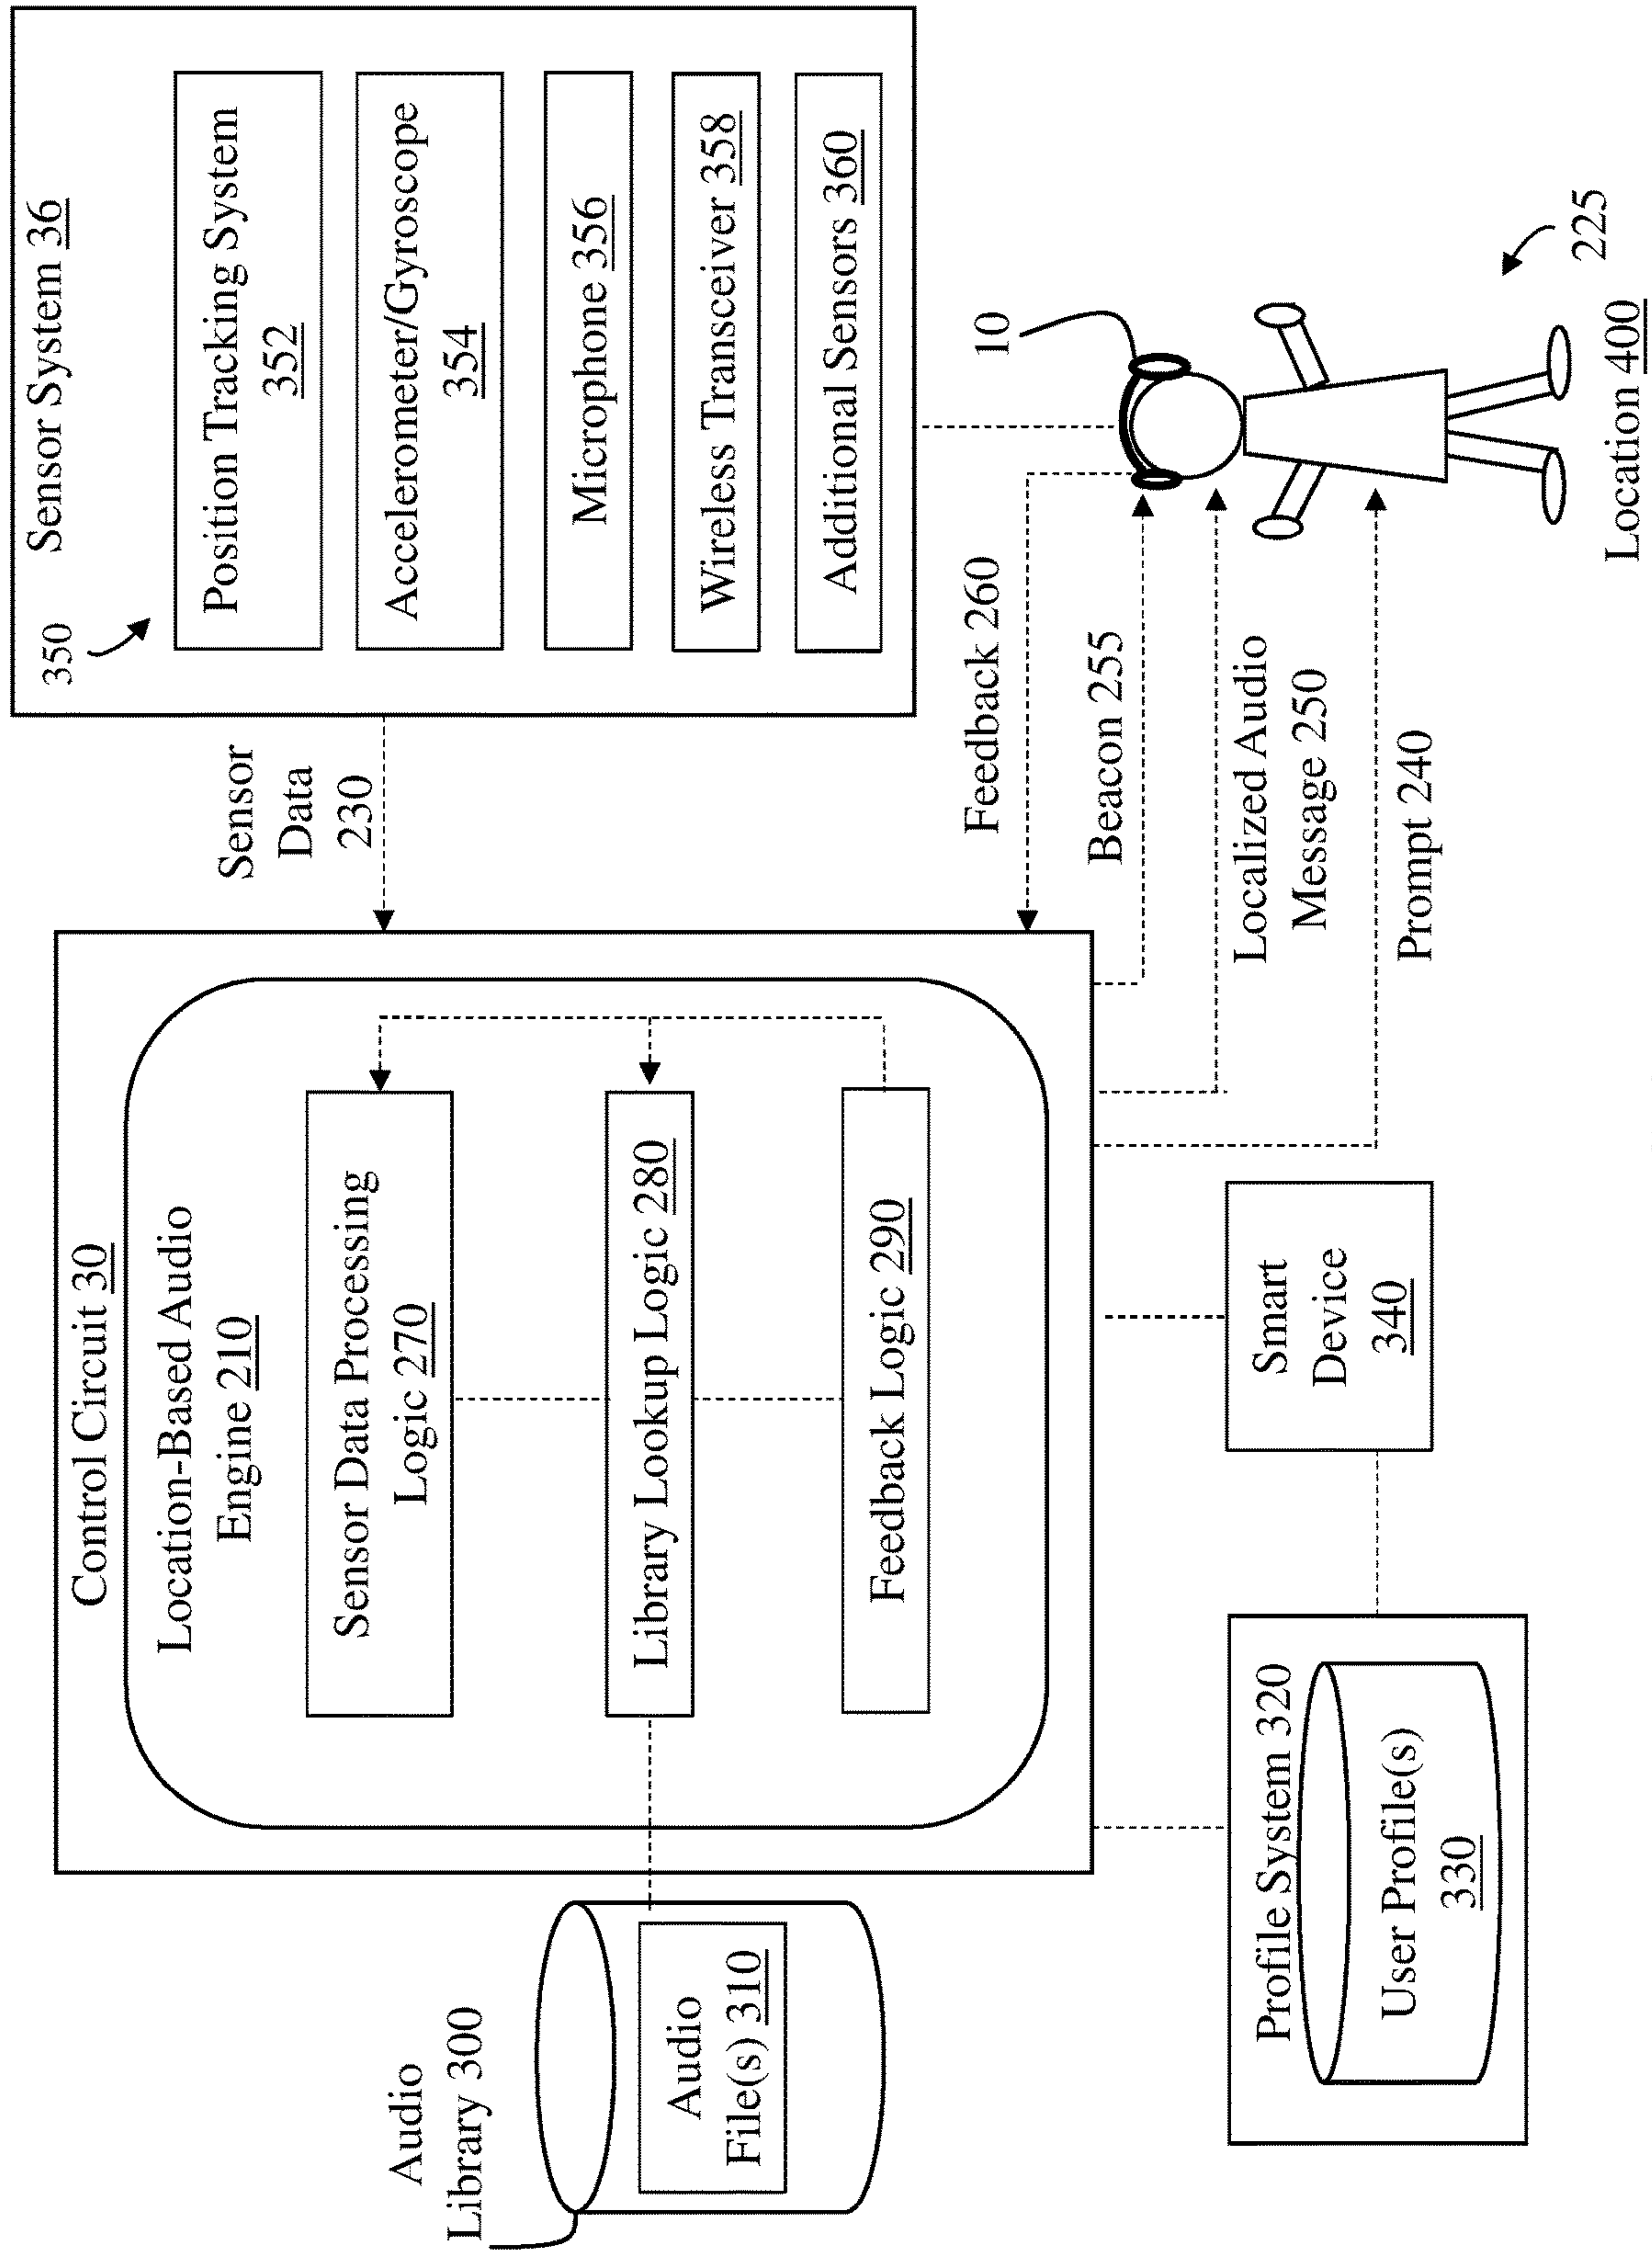 Audio
Library 300
Audio
File(s) 310
Control Circuit 30
Location-Based Audio
Engine 210
Sensor Data Processing
Logic 270
Library Lookup Logic 280
Feedback Logic 290
Sensor
Data
230
Sensor System 36
350
Position Tracking System
352
Accelerometer/Gyroscope
354
Microphone 356
Wireless Transceiver 358
Additional Sensors 360
Profile System 320
User Profile(s)
330
Smart
Device
340
Feedback 260
Beacon 255
Localized Audio
Message 250
Prompt 240
10
225
Location 400